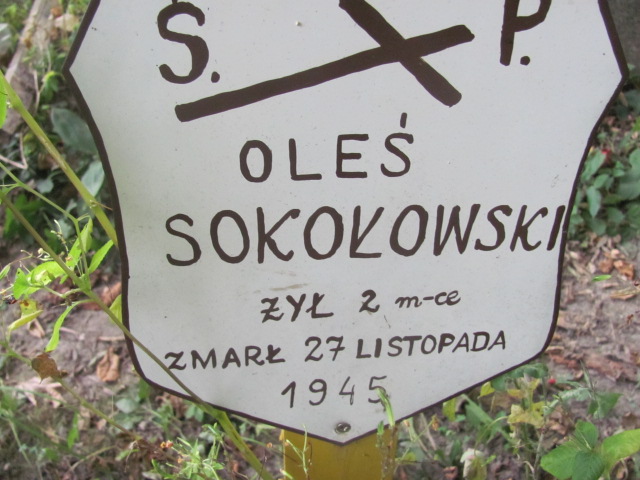 Ś. P.
OLEŚ
SOKOŁOWSKI
ŻYŁ 2 m-ce
ZMARŁ 27 LISTOPADA
1945